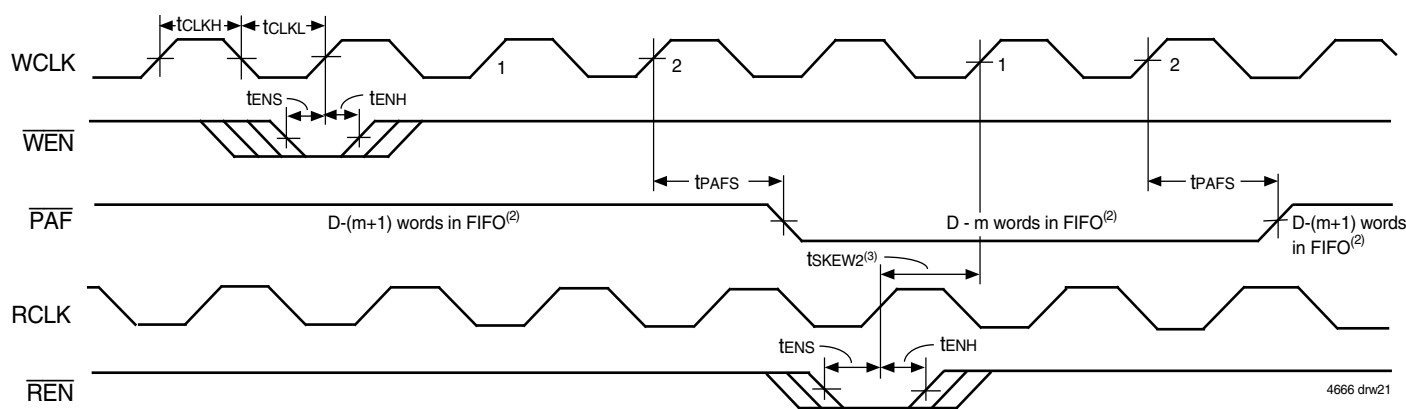 tCLKH tCLKL
WCLK 1 2 1 2
tENS tENH
WEN
tPAFS tPAFS
PAF D-(m+1) words in FIFO(2) D - m words in FIFO(2) D-(m+1) words
in FIFO(2)
tSKEW2(3)
RCLK
tENS tENH
REN 4666 drw21